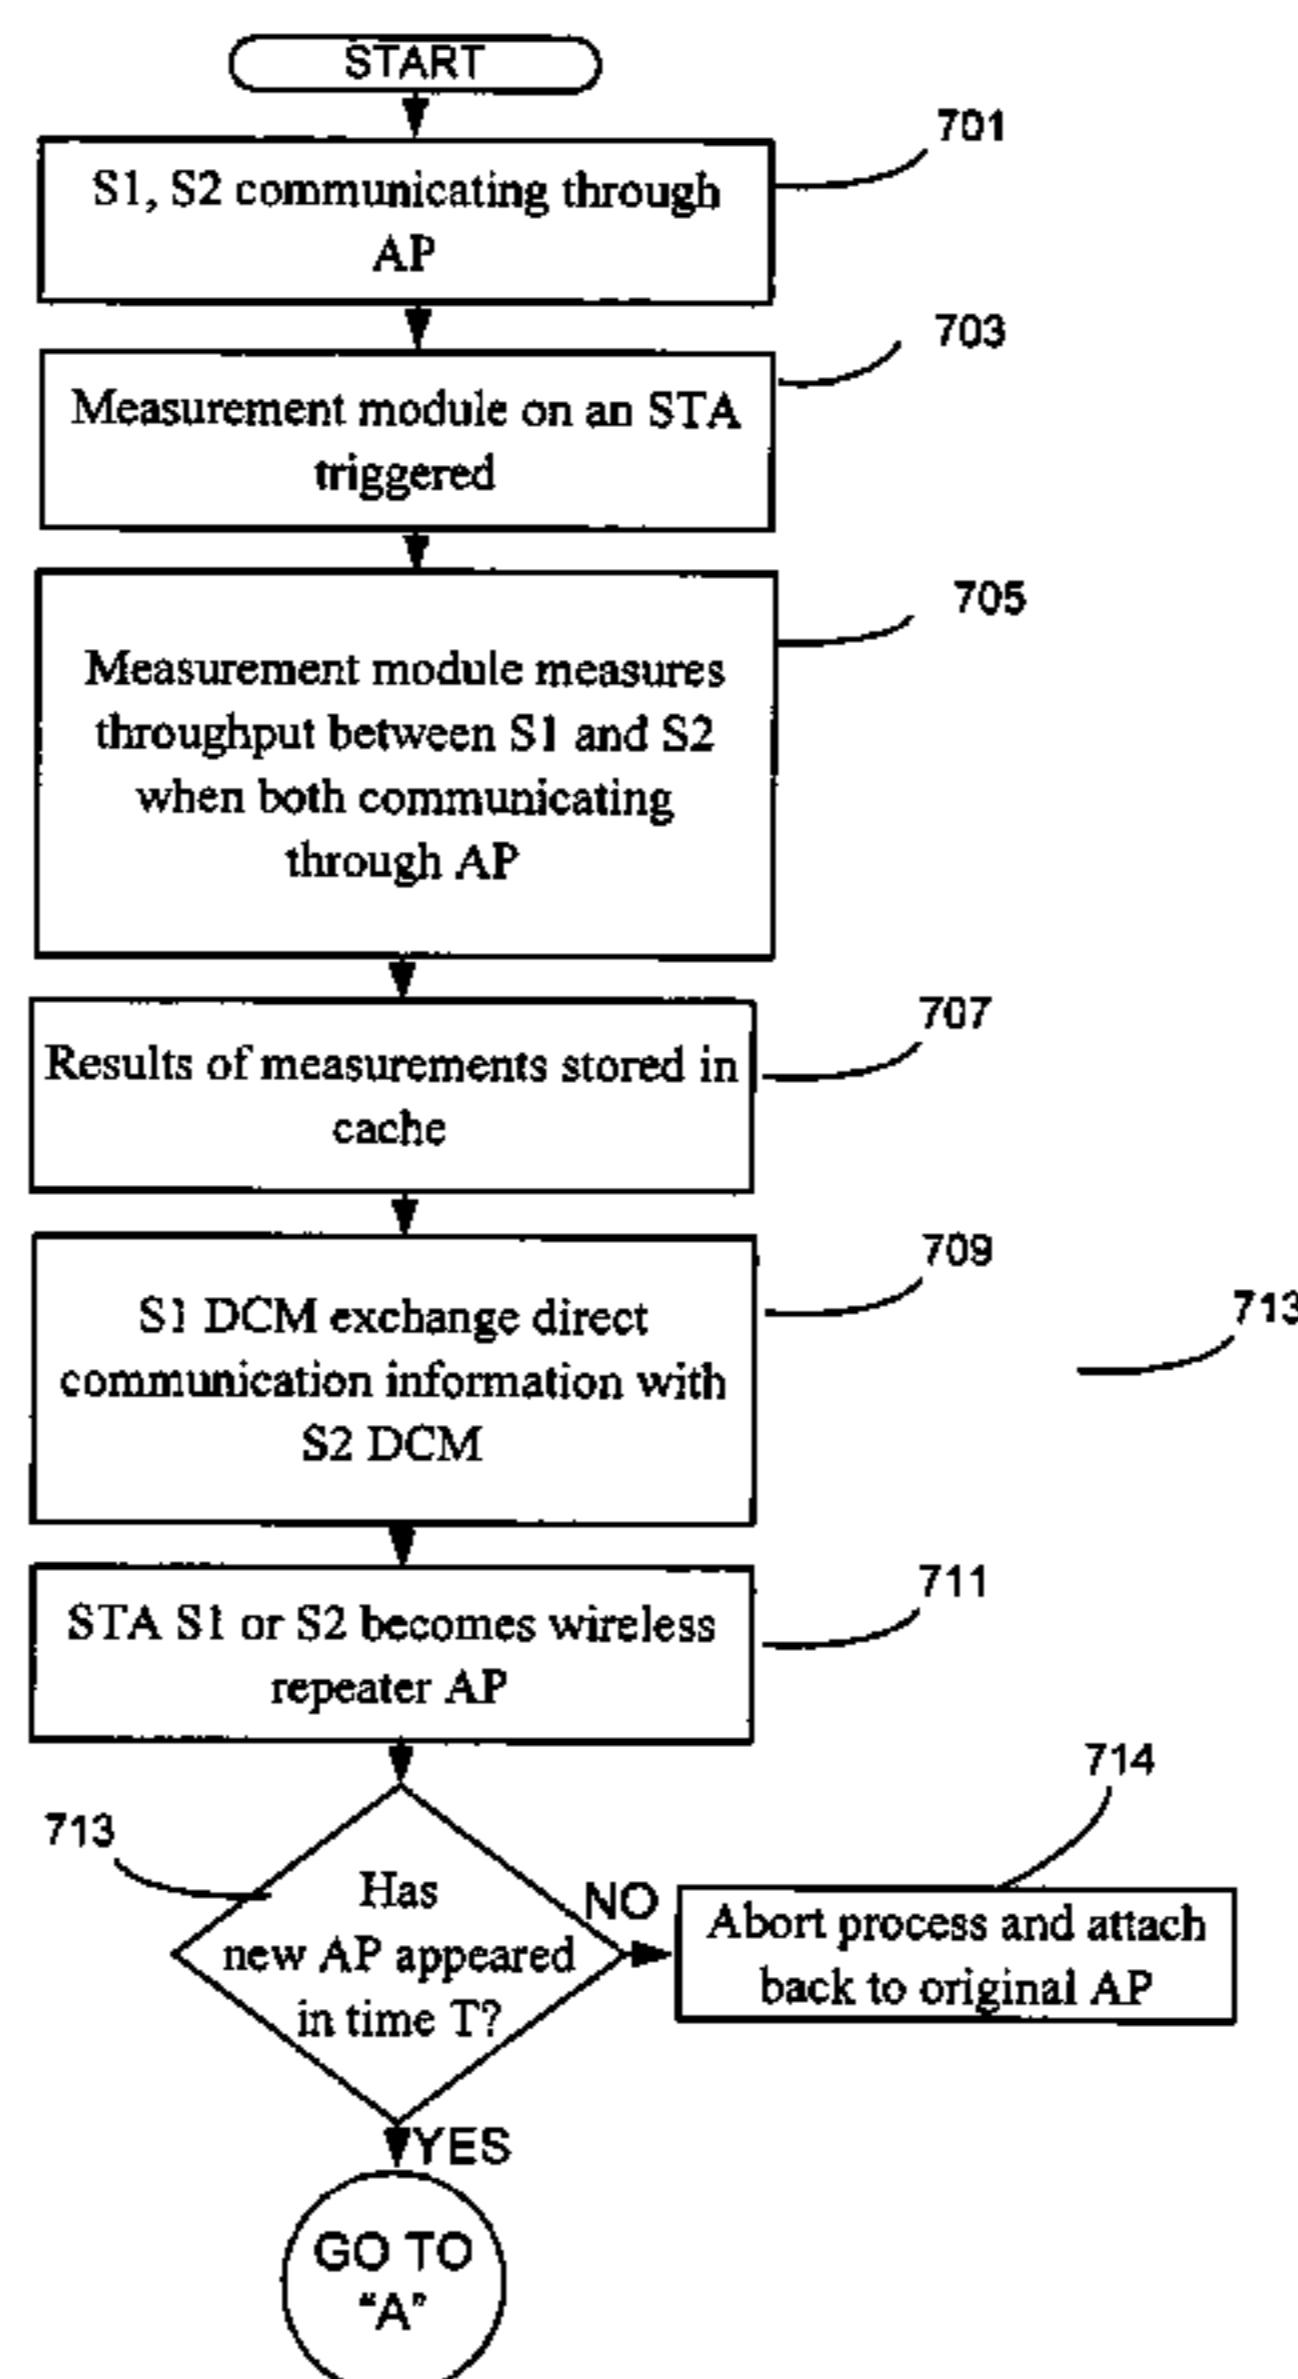 START
701
S1, S2 communicating through
AP
703
Measurement module on an STA
triggered
705
Measurement module measures
throughput between S1 and S2
when both communicating
through AP
707
Results of measurements stored in
cache
709
713
S1 DCM exchange direct
communication information with
S2 DCM
711
STA S1 or S2 becomes wireless
repeater AP
714
713
Has
new AP appeared
in time T?
NO
Abort process and attach
back to original AP
YES
GO TO
“A”